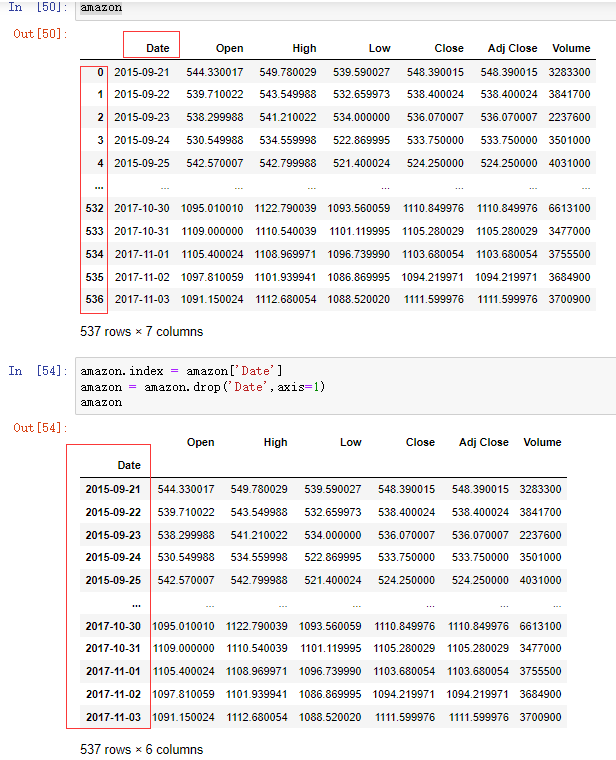 In [50]: amazon
Out[50]:
Date Open High Low Close Adj Close Volume
0 2015-09-21 544.330017 549.780029 539.590027 548.390015 548.390015 3283300
1 2015-09-22 539.710022 543.549988 532.659973 538.400024 538.400024 3841700
2 2015-09-23 538.299988 541.210022 534.000000 536.070007 536.070007 2237600
3 2015-09-24 530.549988 534.559998 522.869995 533.750000 533.750000 3501000
4 2015-09-25 542.570007 542.799988 521.400024 524.250000 524.250000 4031000
... ... ... ... ... ... ... ...
532 2017-10-30 1095.010010 1122.790039 1093.560059 1110.849976 1110.849976 6613100
533 2017-10-31 1109.000000 1110.540039 1101.119995 1105.280029 1105.280029 3477000
534 2017-11-01 1105.400024 1108.969971 1096.739990 1103.680054 1103.680054 3755500
535 2017-11-02 1097.810059 1101.939941 1086.869995 1094.219971 1094.219971 3684900
536 2017-11-03 1091.150024 1112.680054 1088.520020 1111.599976 1111.599976 3700900
537 rows × 7 columns
In [54]: amazon.index = amazon['Date']
amazon = amazon.drop('Date',axis=1)
amazon
Out[54]:
Open High Low Close Adj Close Volume
Date
2015-09-21 544.330017 549.780029 539.590027 548.390015 548.390015 3283300
2015-09-22 539.710022 543.549988 532.659973 538.400024 538.400024 3841700
2015-09-23 538.299988 541.210022 534.000000 536.070007 536.070007 2237600
2015-09-24 530.549988 534.559998 522.869995 533.750000 533.750000 3501000
2015-09-25 542.570007 542.799988 521.400024 524.250000 524.250000 4031000
... ... ... ... ... ... ...
2017-10-30 1095.010010 1122.790039 1093.560059 1110.849976 1110.849976 6613100
2017-10-31 1109.000000 1110.540039 1101.119995 1105.280029 1105.280029 3477000
2017-11-01 1105.400024 1108.969971 1096.739990 1103.680054 1103.680054 3755500
2017-11-02 1097.810059 1101.939941 1086.869995 1094.219971 1094.219971 3684900
2017-11-03 1091.150024 1112.680054 1088.520020 1111.599976 1111.599976 3700900
537 rows × 6 columns